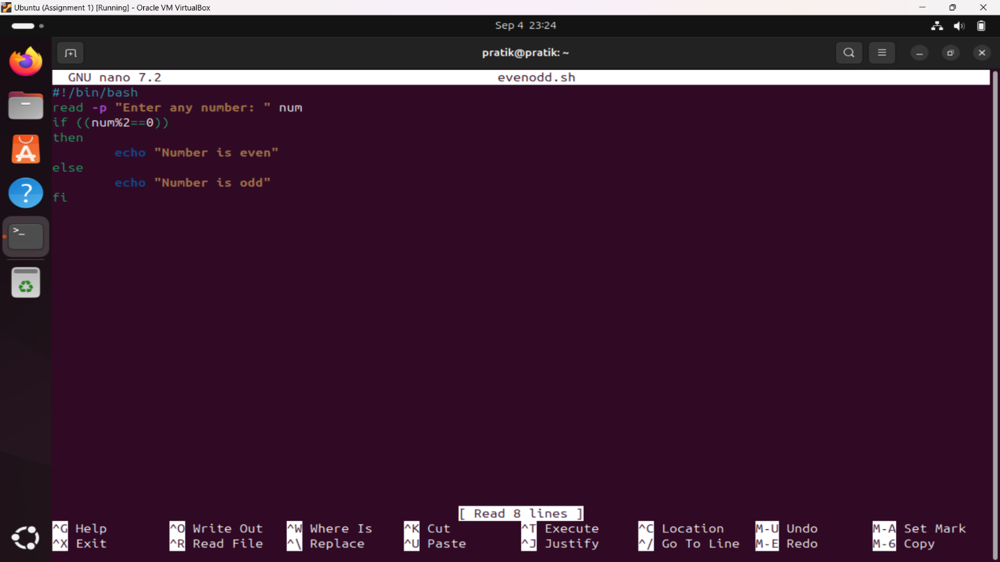 Ubuntu (Assignment 1) [Running] - Oracle VM VirtualBox
Sep 4 23:24
pratik@pratik: ~
GNU nano 7.2 evenodd.sh
#!/bin/bash
read -p "Enter any number: " num
if ((num%2==0))
then
        echo "Number is even"
else
        echo "Number is odd"
fi
[ Read 8 lines ]
^G Help ^O Write Out ^W Where Is ^K Cut ^T Execute ^C Location M-U Undo M-A Set Mark
^X Exit ^R Read File ^\ Replace ^U Paste ^J Justify ^/ Go To Line M-E Redo M-6 Copy